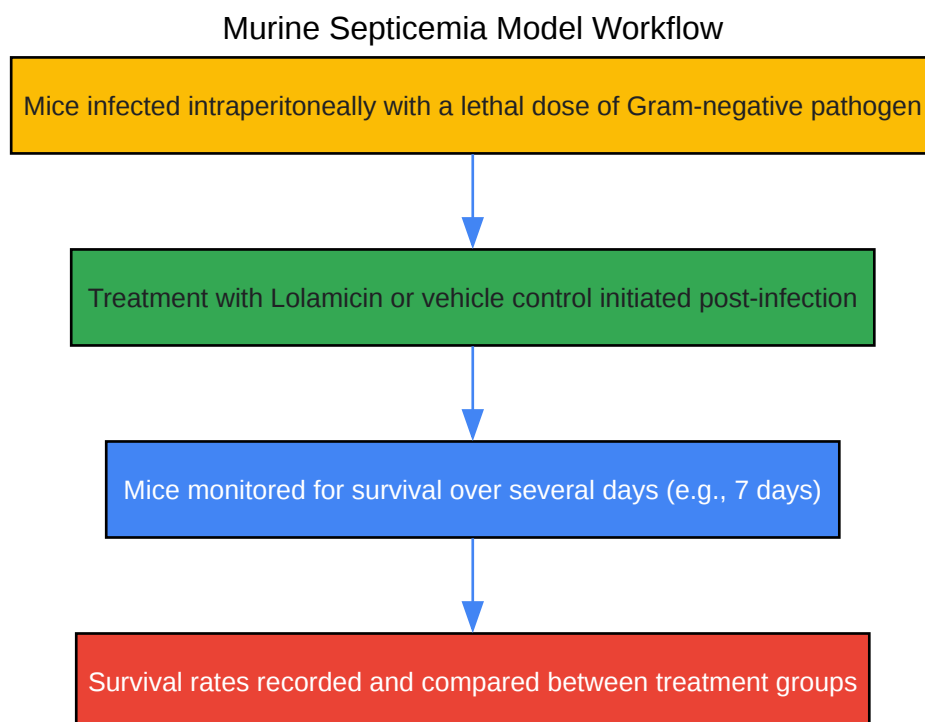 Murine Septicemia Model Workflow
Mice infected intraperitoneally with a lethal dose of Gram-negative pathogen
Treatment with Lolamicin or vehicle control initiated post-infection
Mice monitored for survival over several days (e.g., 7 days)
Survival rates recorded and compared between treatment groups